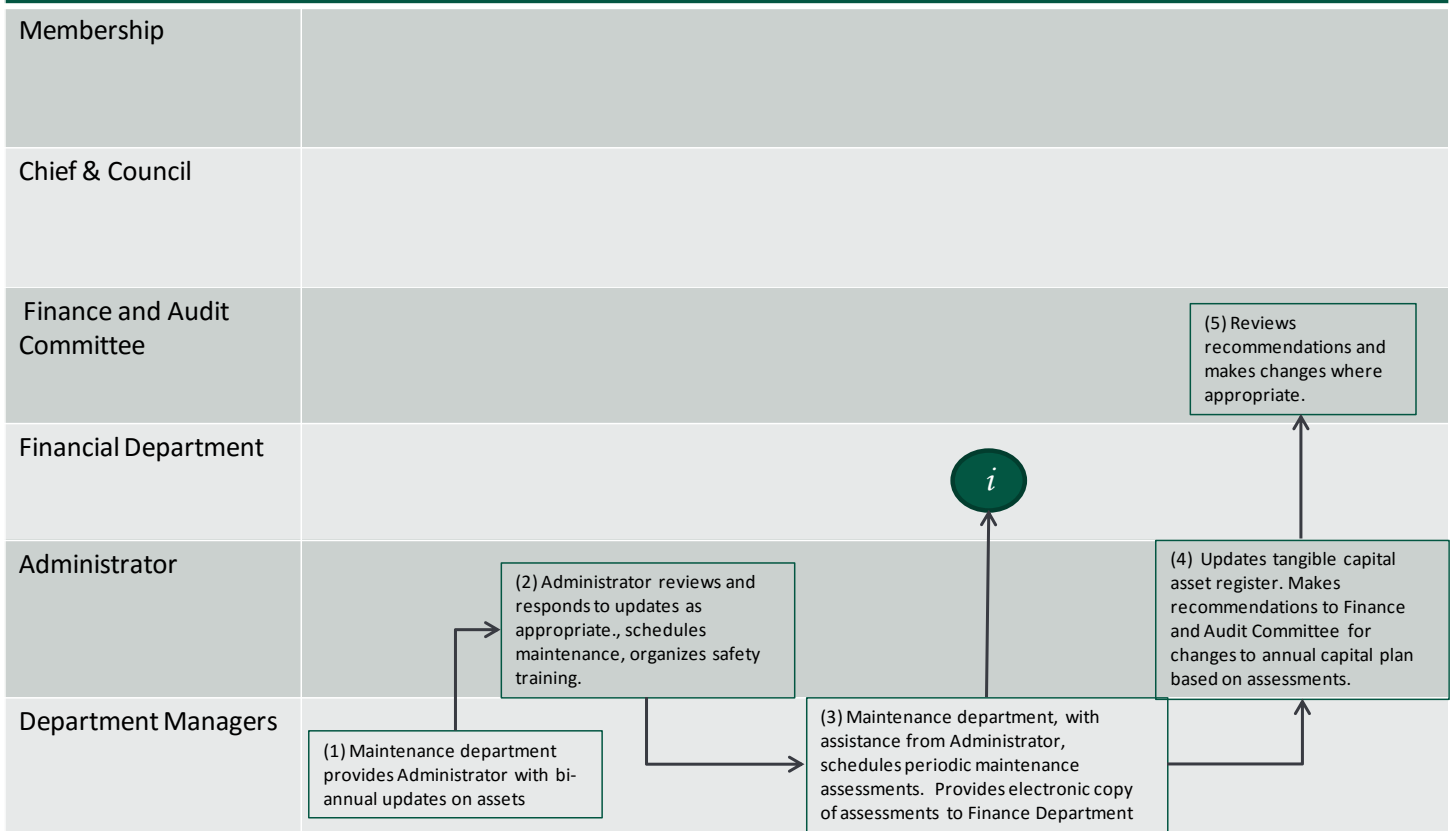 Membership
Chief & Council
Finance and Audit
Committee
(5) Reviews
recommendations and
makes changes where
appropriate.
Financial Department
i
Administrator
(2) Administrator reviews and
responds to updates as
appropriate., schedules
maintenance, organizes safety
training.
(4) Updates tangible capital
asset register. Makes
recommendations to Finance
and Audit Committee for
changes to annual capital plan
based on assessments.
Department Managers
(1) Maintenance department
provides Administrator with bi-
annual updates on assets
(3) Maintenance department, with
assistance from Administrator,
schedules periodic maintenance
assessments. Provides electronic copy
of assessments to Finance Department